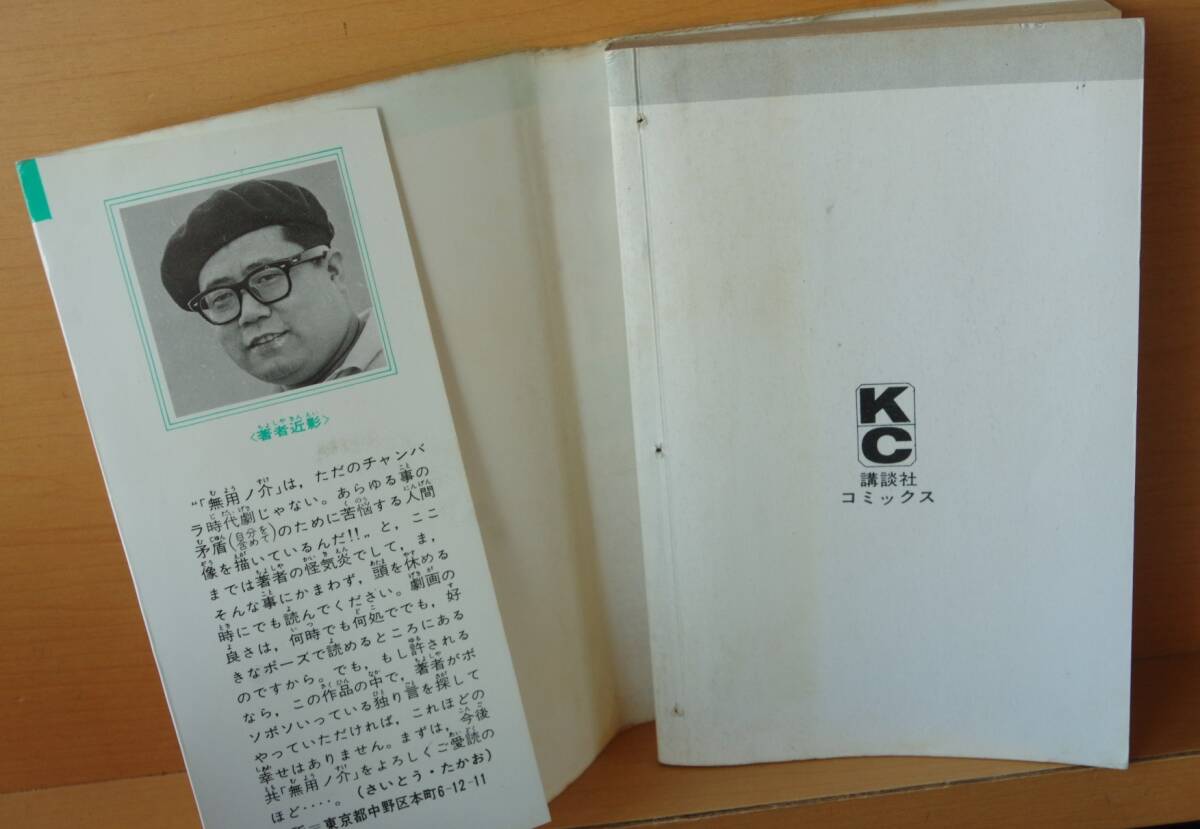 〈著者近影〉
“「無用ノ介」は，ただのチャンバ
ラ時代劇じゃない。あらゆる事の
矛盾(自分を含めて)のために苦悩する人間
像を描いているんだ!!„ と，ここ
までは著者の怪気炎でして，ま，
そんな事にかまわず，頭を休める
時にでも読んでください。劇画の
良さは，何時でも何処ででも，好
きなポーズで読めるところにある
のですから。でも，もし許される
なら，この作品の中で，著者がボ
ソボソいっている独り言を探して
やっていただければ，これほどの
幸せはありません。まずは，今後
共「無用ノ介」をよろしくご愛読の
ほど‥‥。(さいとう・たかお)
＝東京都中野区本町6-12-11
KC
講談社
コミックス